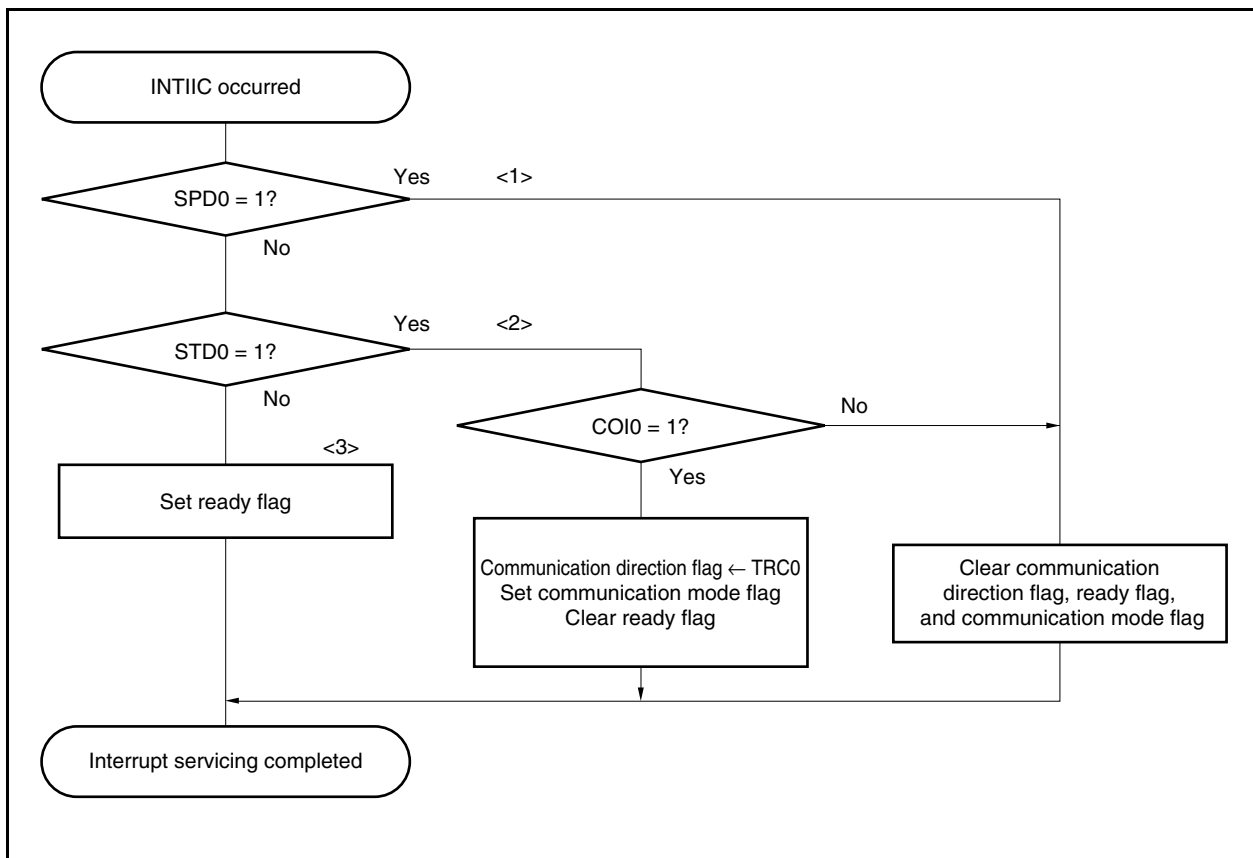 INTIIC occurred
Yes
<1>
SPD0 = 1?
No
Yes
<2>
STD0 = 1?
No
COI0 = 1?
No
Yes
<3>
Set ready flag
Communication direction flag ← TRC0
Set communication mode flag
Clear ready flag
Clear communication
direction flag, ready flag,
and communication mode flag
Interrupt servicing completed